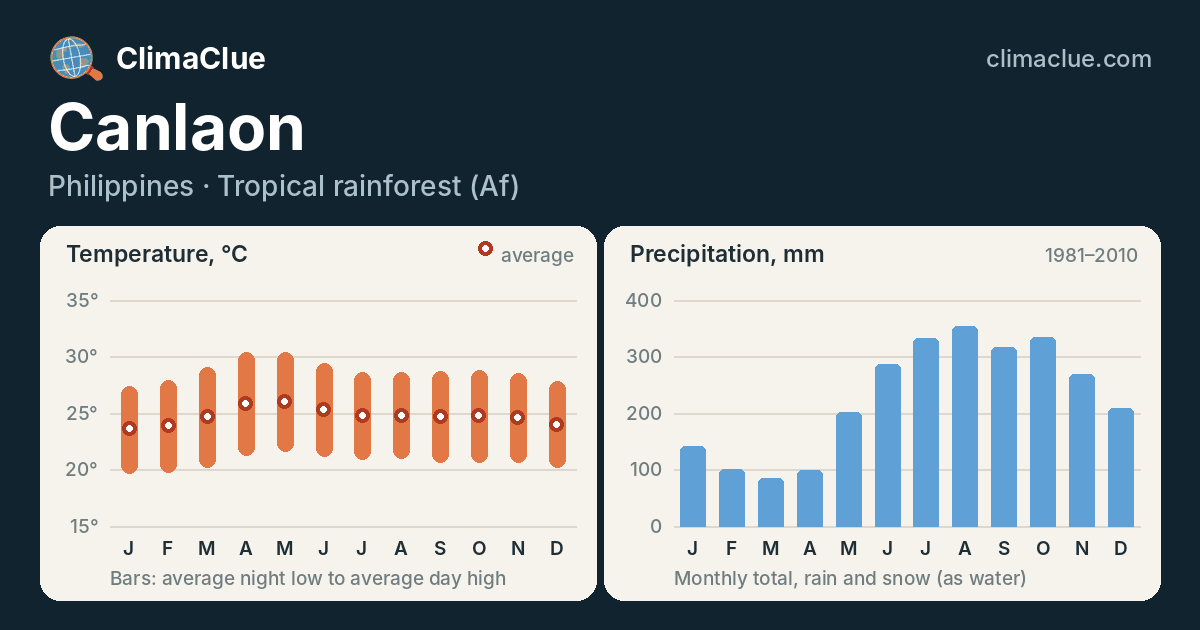 ClimaClue
climaclue.com
Canlaon
Philippines · Tropical rainforest (Af)
Temperature, °C
average
35°
30°
25°
20°
15°
J F M A M J J A S O N D
Bars: average night low to average day high
Precipitation, mm
1981–2010
400
300
200
100
0
J F M A M J J A S O N D
Monthly total, rain and snow (as water)